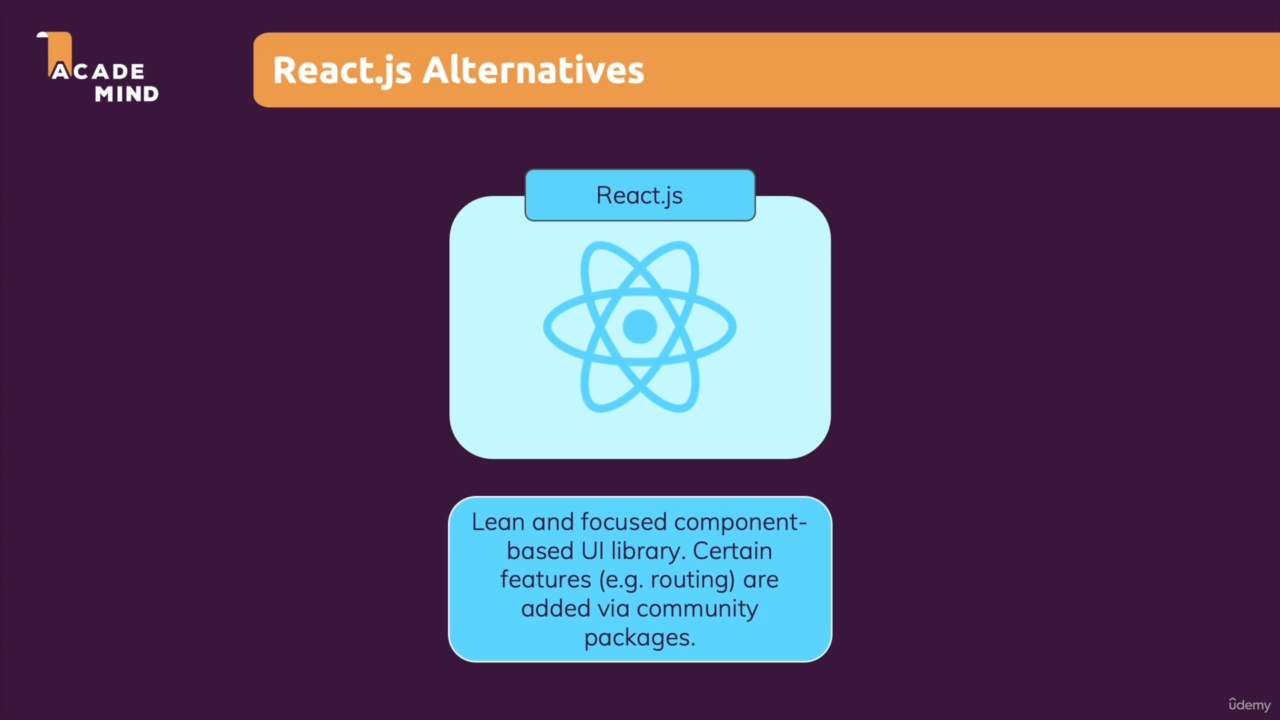 ACADE
MIND
React.js Alternatives
React.js
Lean and focused component-
based UI library. Certain
features (e.g. routing) are
added via community
packages.
ûdemy